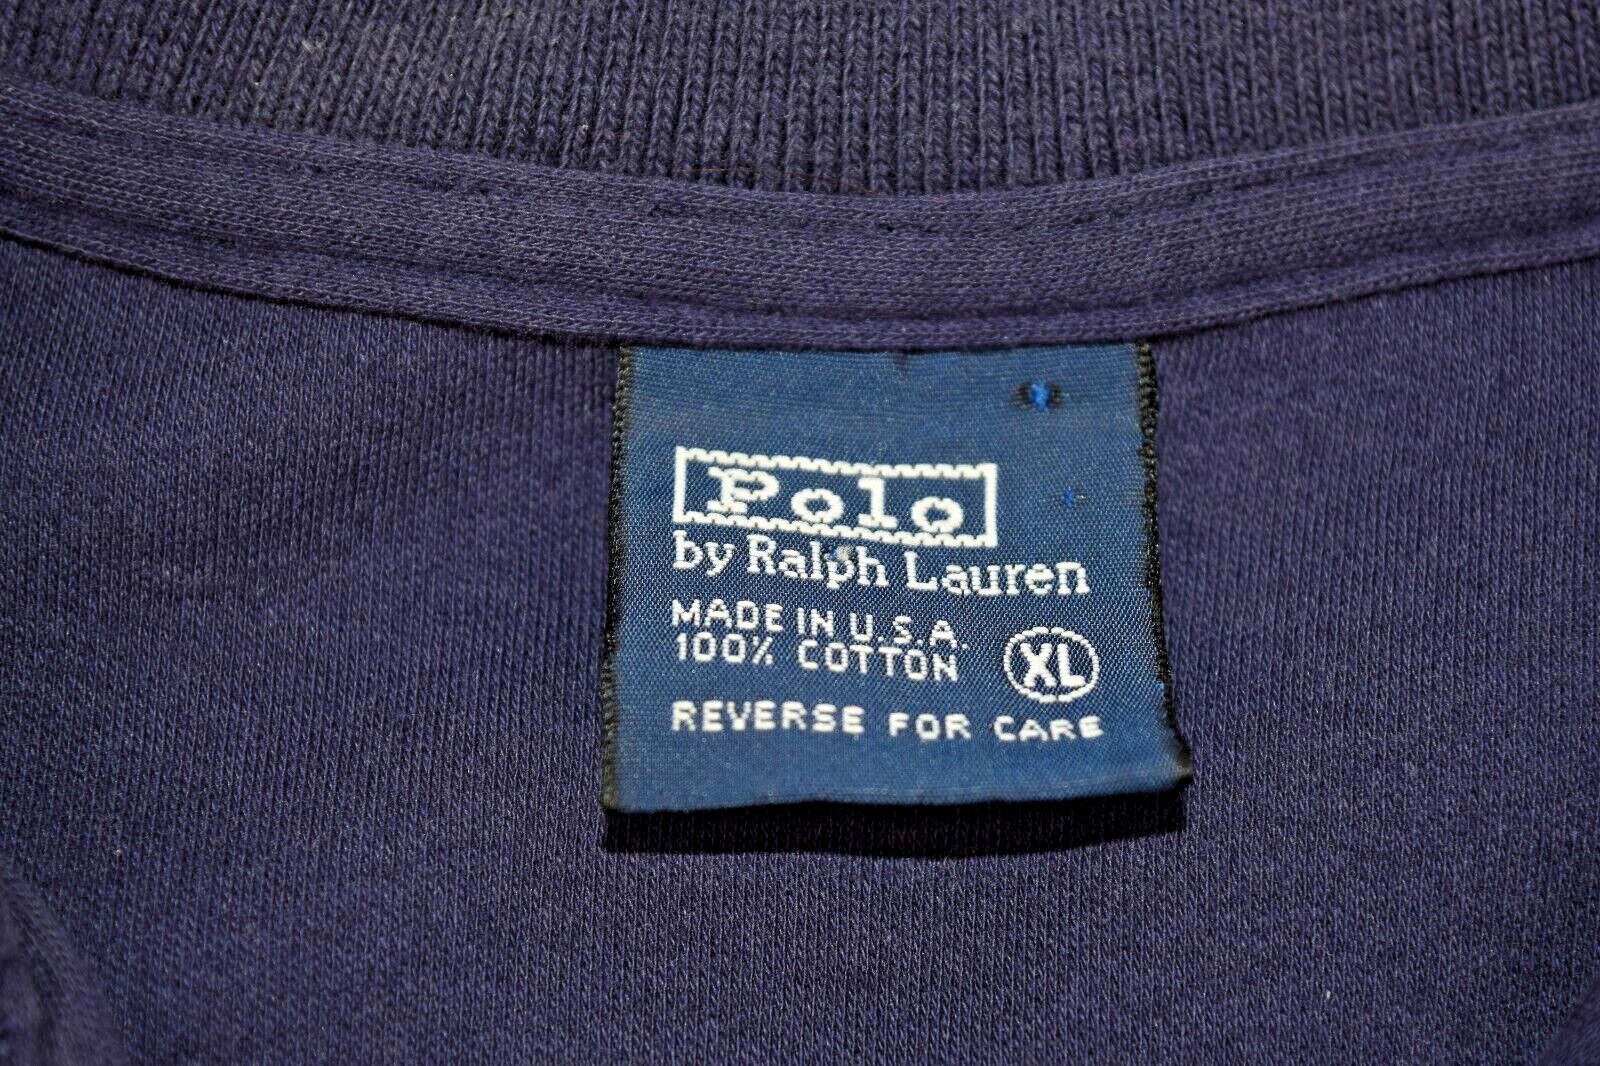 Polo
by Ralph Lauren
MADE IN U.S.A.
100% COTTON
XL
REVERSE FOR CARE